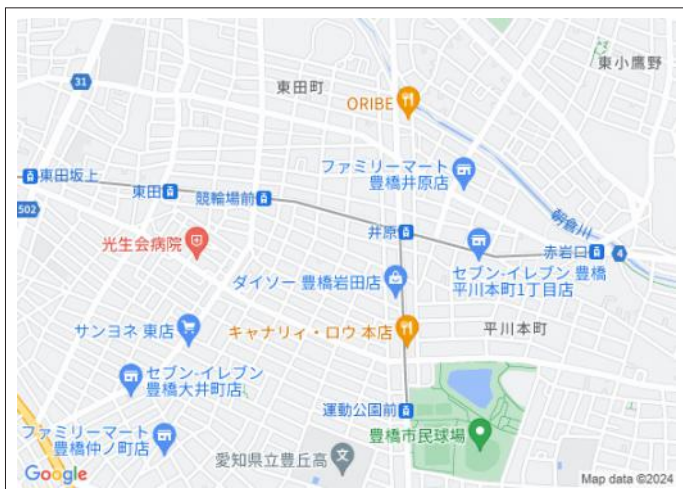 東小鷹野
31
東田町
ORIBE
ファミリーマート
豊橋井原店
東田坂上
東田
競輪場前
502
朝倉川
井原
赤岩口
4
光生会病院
セブン-イレブン 豊橋
平川本町1丁目店
ダイソー 豊橋岩田店
サンヨネ 東店
キャナリィ・ロウ 本店
平川本町
セブン-イレブン
豊橋大井町店
運動公園前
ファミリーマート
豊橋仲ノ町店
豊橋市民球場
愛知県立豊丘高
文
Google
Map data ©2024